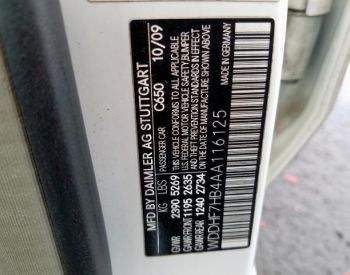 MFD BY DAIMLER AG STUTTGART
C650 10/09
PASSENGER CAR
KG LBS
GVWR 2390 5269
GAWR FRONT 1195 2635
GAWR REAR 1240 2734
THIS VEHICLE CONFORMS TO ALL APPLICABLE
U.S. FEDERAL MOTOR VEHICLE SAFETY, BUMPER
AND THEFT PREVENTION STANDARDS IN EFFECT
ON THE DATE OF MANUFACTURE SHOWN ABOVE.
WDDHF7HB4AA116125
MADE IN GERMANY